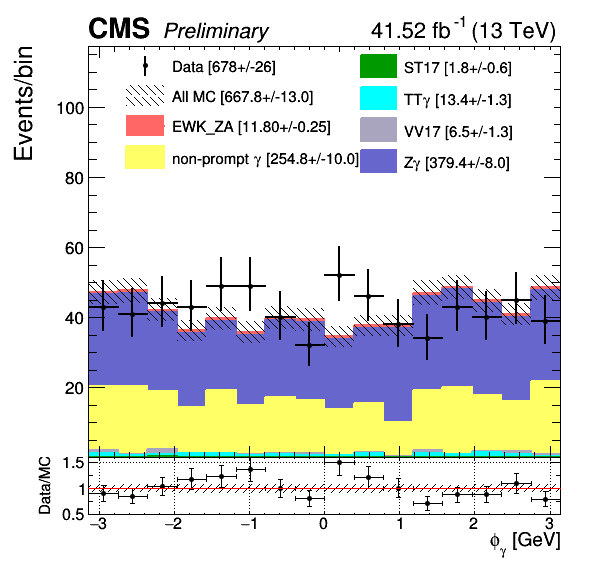 CMS Preliminary 41.52 fb⁻¹ (13 TeV)
Events/bin
Data [678+/-26]
All MC [667.8+/-13.0]
EWK_ZA [11.80+/-0.25]
non-prompt γ [254.8+/-10.0]
ST17 [1.8+/-0.6]
TTγ [13.4+/-1.3]
VV17 [6.5+/-1.3]
Zγ [379.4+/-8.0]
100
80
60
40
20
Data/MC
1.5
1
0.5
−3 −2 −1 0 1 2 3
ϕγ [GeV]